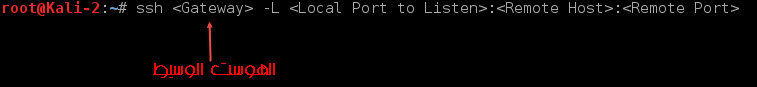 root@Kali-2:~# ssh <Gateway> -L <Local Port to Listen>:<Remote Host>:<Remote Port>
الهوست الوسيط